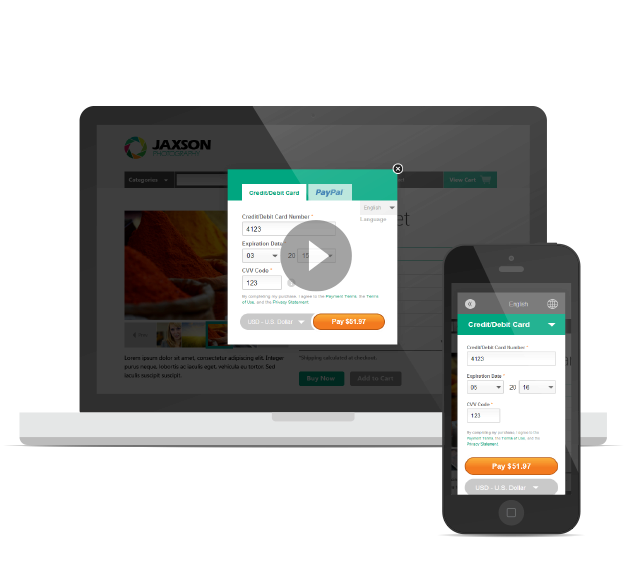 JAXSON
Categories
View Cart
Credit/Debit Card
PayPal
English
Language
Credit/Debit Card Number *
4123
Expiration Date *
03 20 15
CVV Code *
123
By completing my purchase, I agree to the Payment Terms, the Terms
of Use, and the Privacy Statement
USD - U.S. Dollar
Pay $51.97
Lorem ipsum dolor sit amet, consectetur adipiscing elit. Integer
purus neque, lobortis ac iaculis eget, vehicula eu tortor. Sed
iaculis suscipit suscipit.
*Shipping calculated at checkout.
Buy Now
Add to Cart
English
Credit/Debit Card
Credit/Debit Card Number *
4123
Expiration Date *
05 20 16
CVV Code *
123
By completing my purchase, I agree to the
Payment Terms, the Terms of Use, and the
Privacy Statement
Pay $51.97
USD - U.S. Dollar